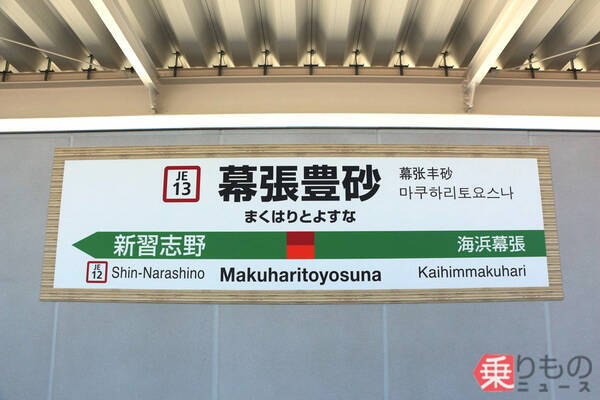 JE
13
幕張豊砂
まくはりとよすな
幕张丰砂
마쿠하리토요스나
新習志野
海浜幕張
JE
12
Shin-Narashino
Makuharitoyosuna
Kaihimmakuhari
乗りもの
ニュース